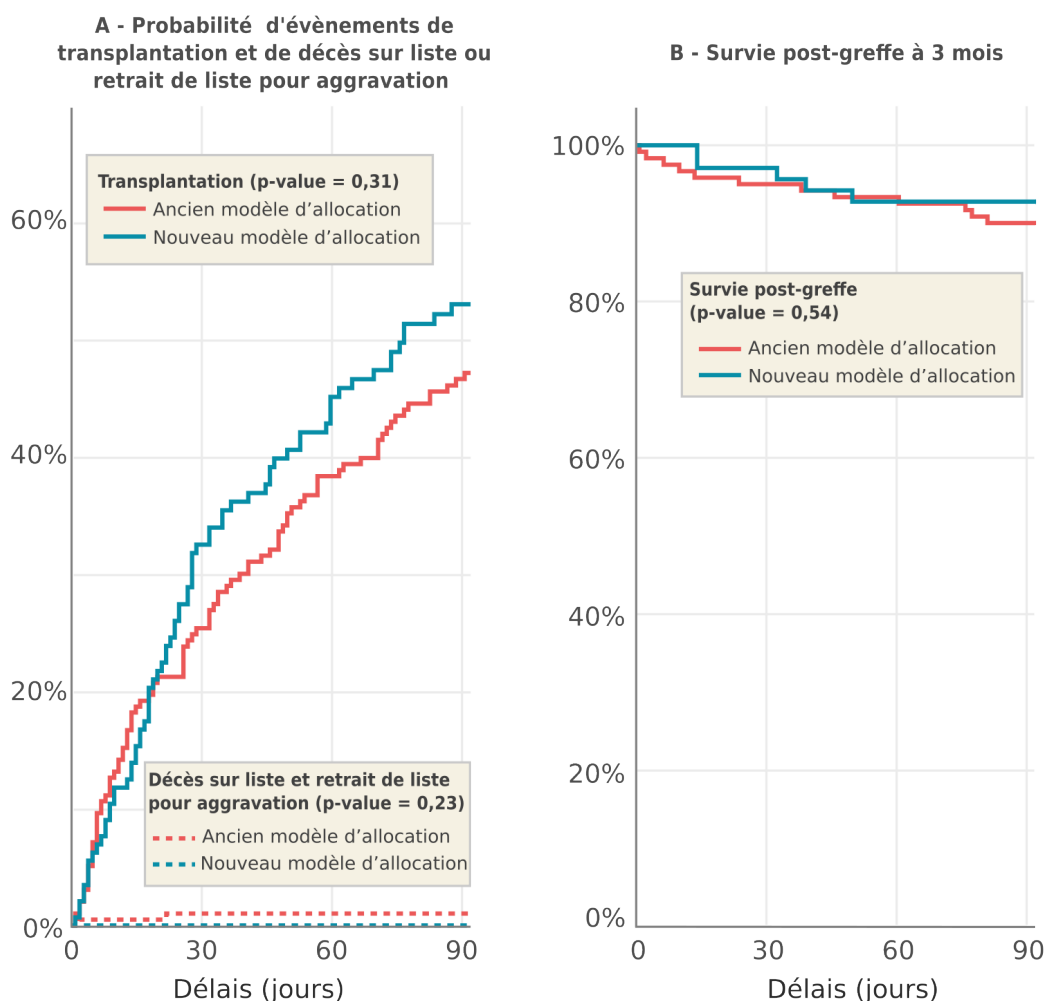 A - Probabilité  d'évènements de
transplantation et de décès sur liste ou
retrait de liste pour aggravation
Transplantation (p-value = 0,31)
Ancien modèle d’allocation
Nouveau modèle d’allocation
60%
40%
20%
0%
Décès sur liste et retrait de liste
pour aggravation (p-value = 0,23)
Ancien modèle d’allocation
Nouveau modèle d’allocation
0 30 60 90
Délais (jours)
B - Survie post-greffe à 3 mois
100%
80%
60%
40%
20%
0%
Survie post-greffe
(p-value = 0,54)
Ancien modèle d’allocation
Nouveau modèle d’allocation
0 30 60 90
Délais (jours)